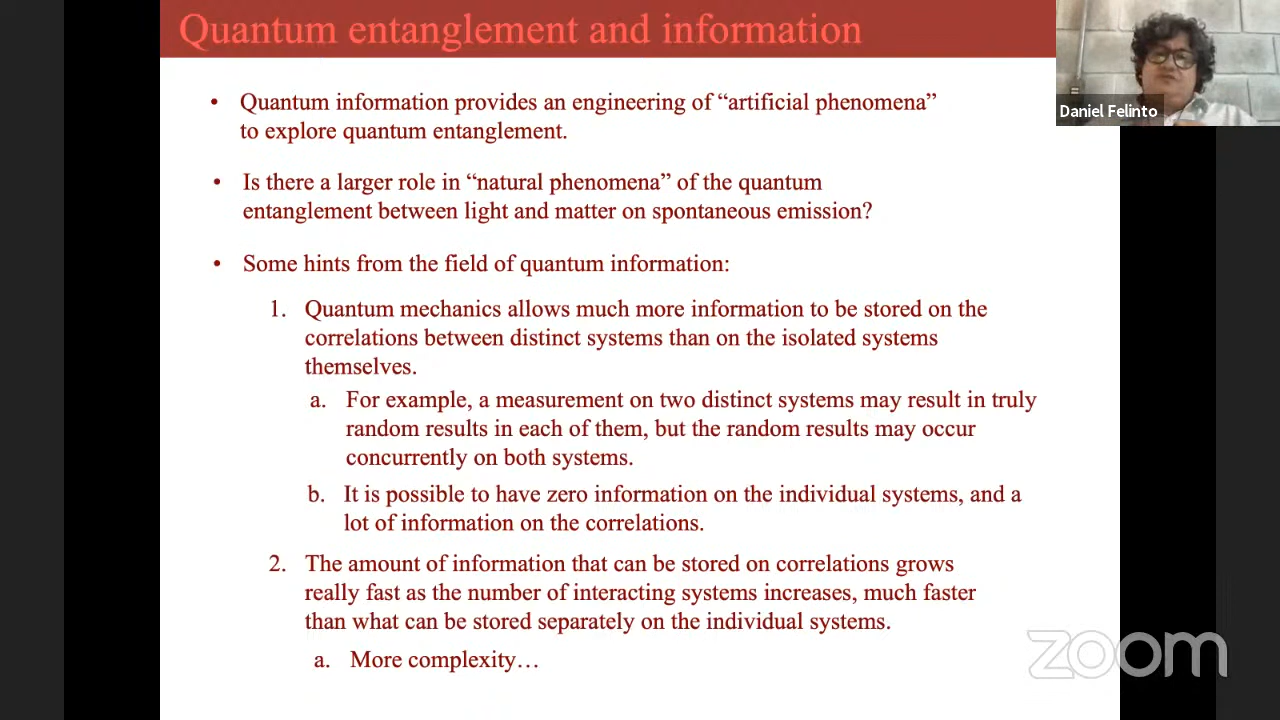 Quantum entanglement and information
Daniel Felinto
• Quantum information provides an engineering of “artificial phenomena”
to explore quantum entanglement.
• Is there a larger role in “natural phenomena” of the quantum
entanglement between light and matter on spontaneous emission?
• Some hints from the field of quantum information:
1. Quantum mechanics allows much more information to be stored on the
correlations between distinct systems than on the isolated systems
themselves.
a. For example, a measurement on two distinct systems may result in truly
random results in each of them, but the random results may occur
concurrently on both systems.
b. It is possible to have zero information on the individual systems, and a
lot of information on the correlations.
2. The amount of information that can be stored on correlations grows
really fast as the number of interacting systems increases, much faster
than what can be stored separately on the individual systems.
a. More complexity…
zoom